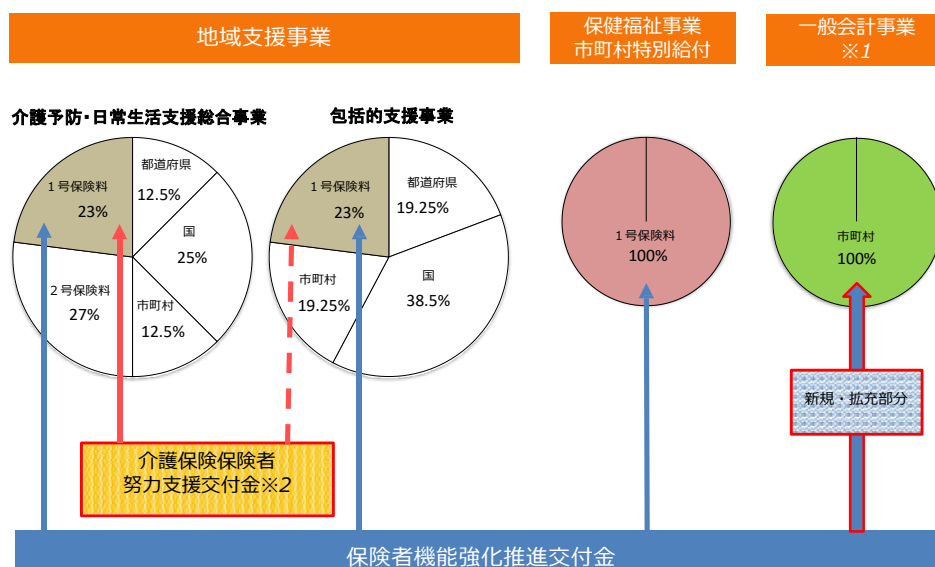 地域支援事業
保健福祉事業
市町村特別給付
一般会計事業
※1
介護予防・日常生活支援総合事業
包括的支援事業
1号保険料
23%
都道府県
12.5%
国
25%
市町村
12.5%
2号保険料
27%
1号保険料
23%
都道府県
19.25%
国
38.5%
市町村
19.25%
1号保険料
100%
市町村
100%
新規・拡充部分
介護保険保険者
努力支援交付金※2
保険者機能強化推進交付金